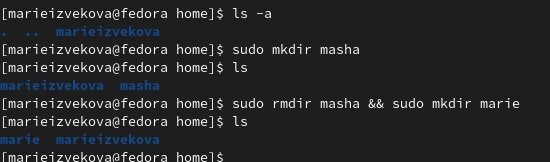 [marieizvekova@fedora home]$ ls -a
.  ..  marieizvekova
[marieizvekova@fedora home]$ sudo mkdir masha
[marieizvekova@fedora home]$ ls
marieizvekova  masha
[marieizvekova@fedora home]$ sudo rmdir masha && sudo mkdir marie
[marieizvekova@fedora home]$ ls
marie  marieizvekova
[marieizvekova@fedora home]$